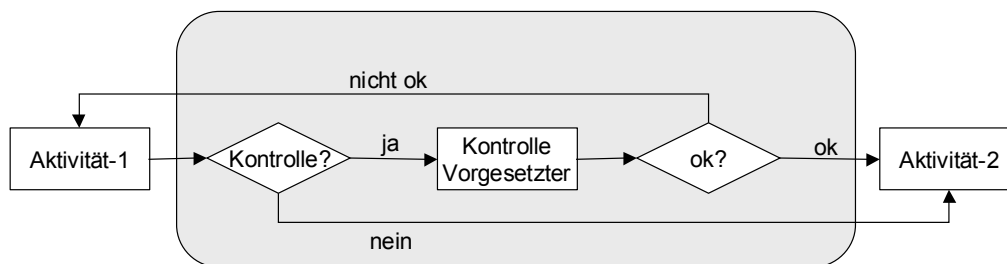 nicht ok
Aktivität-1
Kontrolle?
ja
Kontrolle
Vorgesetzter
ok?
ok
Aktivität-2
nein